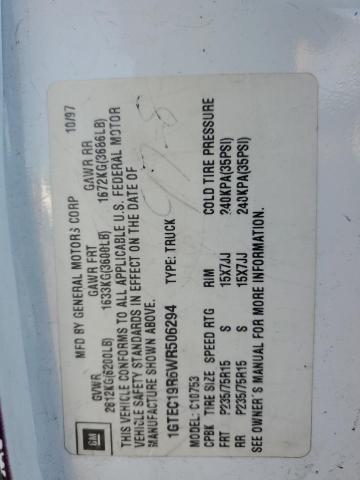 MFD BY GENERAL MOTORS CORP 10/97
GVWR GAWR FRT GAWR RR
2812KG(6200LB) 1633KG(3600LB) 1672KG(3686LB)
THIS VEHICLE CONFORMS TO ALL APPLICABLE U.S. FEDERAL MOTOR
VEHICLE SAFETY STANDARDS IN EFFECT ON THE DATE OF
MANUFACTURE SHOWN ABOVE.
1GTEC19R6WR506294 TYPE: TRUCK
MODEL: C10753
CPBK TIRE SIZE SPEED RTG RIM COLD TIRE PRESSURE
FRT P235/75R15 S 15X7JJ 240KPA(35PSI)
RR P235/75R15 S 15X7JJ 240KPA(35PSI)
SEE OWNER'S MANUAL FOR MORE INFORMATION.
GM